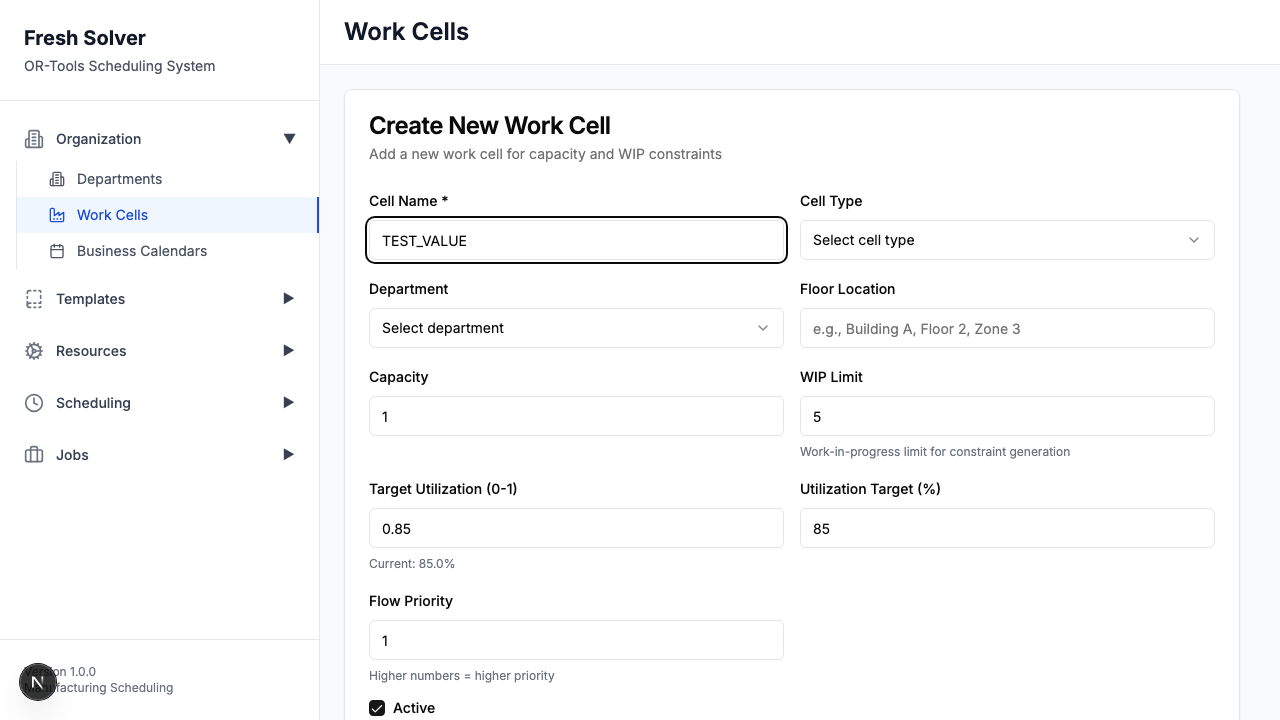 Fresh Solver
OR-Tools Scheduling System
Organization
Departments
Work Cells
Business Calendars
Templates
Resources
Scheduling
Jobs
Version 1.0.0
Manufacturing Scheduling
N
Work Cells
Create New Work Cell
Add a new work cell for capacity and WIP constraints
Cell Name *
TEST_VALUE
Cell Type
Select cell type
Department
Select department
Floor Location
e.g., Building A, Floor 2, Zone 3
Capacity
1
WIP Limit
5
Work-in-progress limit for constraint generation
Target Utilization (0-1)
0.85
Current: 85.0%
Utilization Target (%)
85
Flow Priority
1
Higher numbers = higher priority
Active